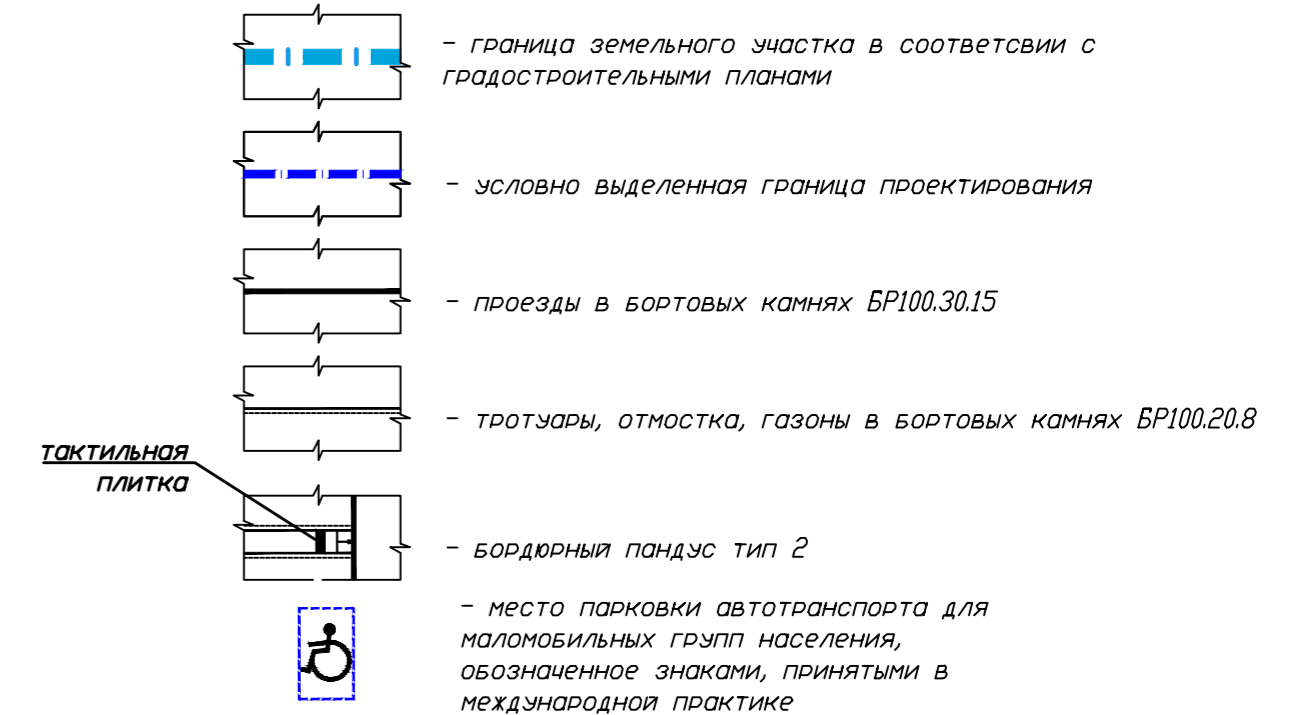 - граница земельного участка в соответсвии с
градостроительными планами
- условно выделенная граница проектирования
- проезды в бортовых камнях БР100.30.15
- тротуары, отмостка, газоны в бортовых камнях БР100.20.8
тактильная
плитка
- бордюрный пандус тип 2
- место парковки автотранспорта для
маломобильных групп населения,
обозначенное знаками, принятыми в
международной практике